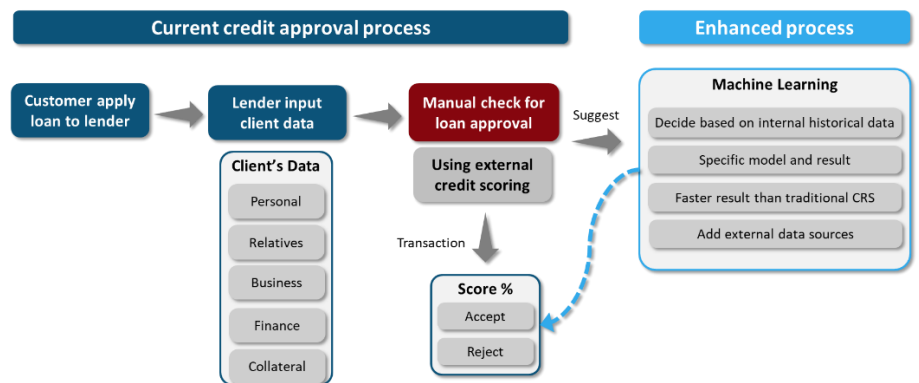 Current credit approval process
Enhanced process
Customer apply
loan to lender
Lender input
client data
Manual check for
loan approval
Using external
credit scoring
Suggest
Machine Learning
Decide based on internal historical data
Specific model and result
Faster result than traditional CRS
Add external data sources
Client's Data
Personal
Relatives
Business
Finance
Collateral
Transaction
Score %
Accept
Reject